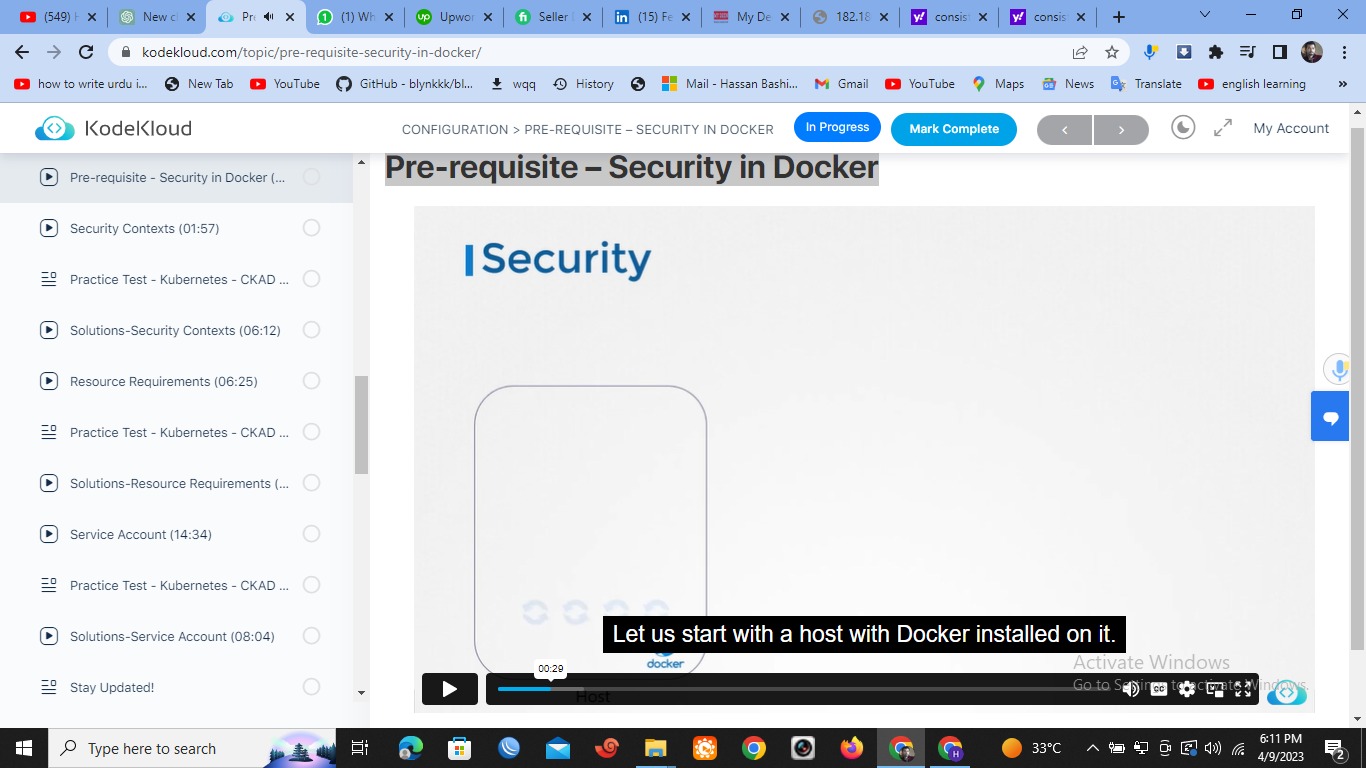 (549) H
New cl
Pr
(1) Wh
Upwor
Seller
(15) Fe
My De
182.18
consist
consis
kodekloud.com/topic/pre-requisite-security-in-docker/
how to write urdu i...
New Tab
YouTube
GitHub - blynkkk/bl...
wqq
History
Mail - Hassan Bashi...
Gmail
YouTube
Maps
News
Translate
english learning
»
KodeKloud
CONFIGURATION > PRE-REQUISITE – SECURITY IN DOCKER
In Progress
Mark Complete
< >
My Account
Pre-requisite - Security in Docker (...
Security Contexts (01:57)
Practice Test - Kubernetes - CKAD ...
Solutions-Security Contexts (06:12)
Resource Requirements (06:25)
Practice Test - Kubernetes - CKAD ...
Solutions-Resource Requirements (...
Service Account (14:34)
Practice Test - Kubernetes - CKAD ...
Solutions-Service Account (08:04)
Stay Updated!
Pre-requisite – Security in Docker
Security
Let us start with a host with Docker installed on it.
docker
00:29
Host
CC
Activate Windows
Go to Settings to activate Windows.
Type here to search
33°C
6:11 PM
4/9/2023
2